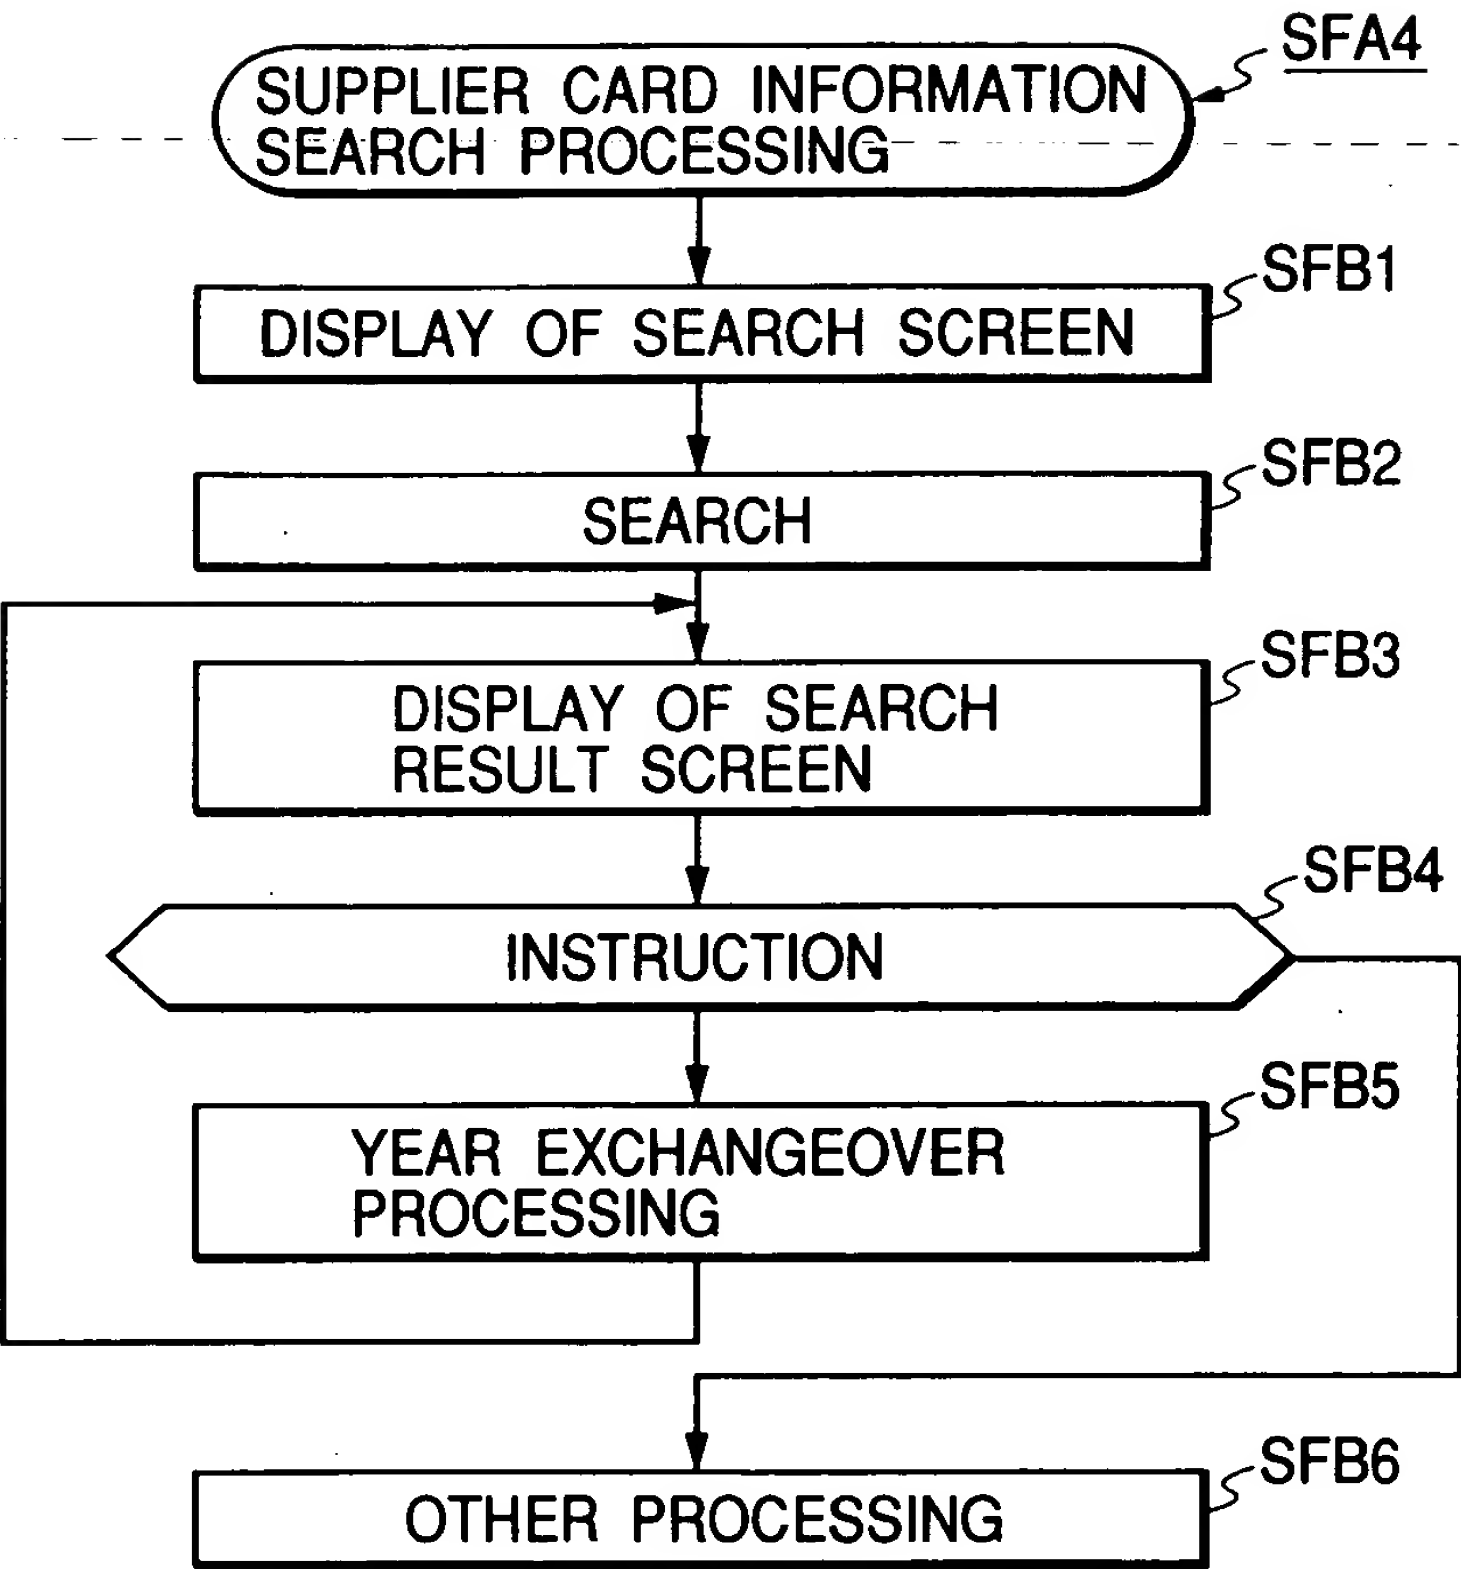 SFA4
SUPPLIER CARD INFORMATION
SEARCH PROCESSING
SFB1
DISPLAY OF SEARCH SCREEN
SFB2
SEARCH
SFB3
DISPLAY OF SEARCH
RESULT SCREEN
SFB4
INSTRUCTION
SFB5
YEAR EXCHANGEOVER
PROCESSING
SFB6
OTHER PROCESSING